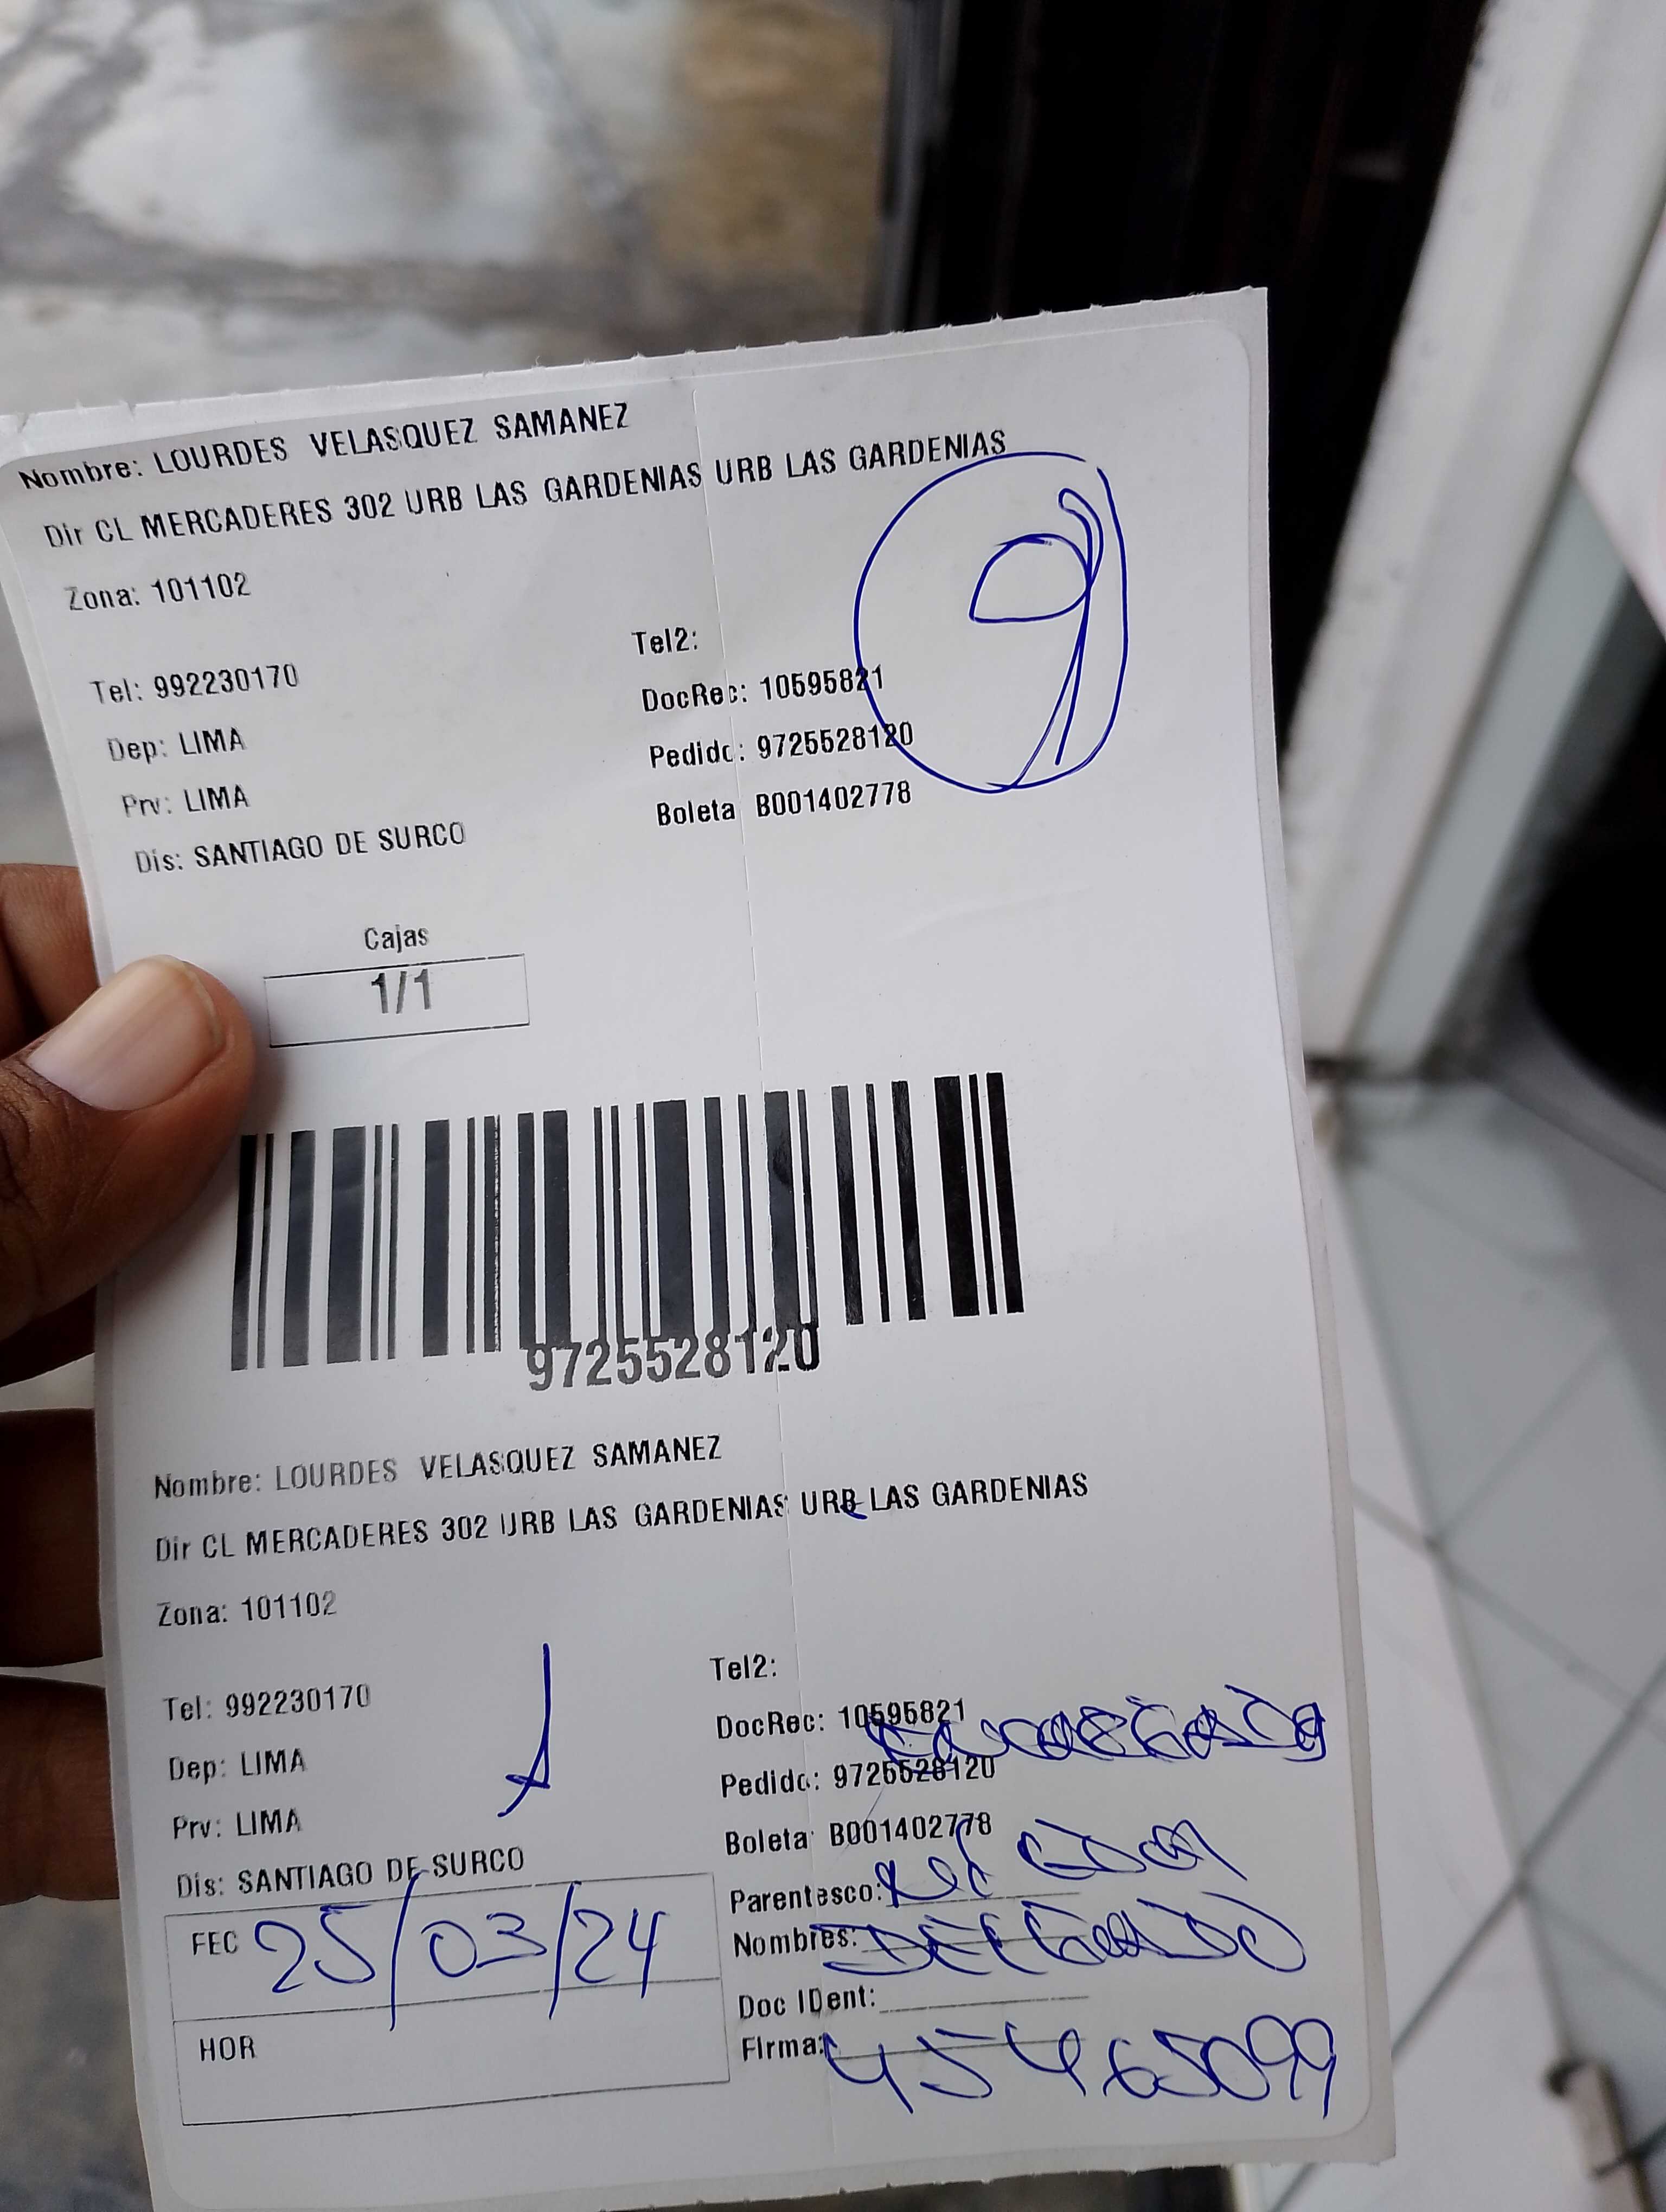 Nombre: LOURDES VELASQUEZ SAMANEZ
Dir CL MERCADERES 302 URB LAS GARDENIAS URB LAS GARDENIAS
Zona: 101102
Tel2:
Tel: 992230170
DocRec: 10595821
Dep: LIMA
Pedido: 9725528120
Prv: LIMA
Boleta B001402778
Dis: SANTIAGO DE SURCO
9
Cajas
1/1
9725528120
Nombre: LOURDES VELASQUEZ SAMANEZ
Dir CL MERCADERES 302 URB LAS GARDENIAS URB LAS GARDENIAS
Zona: 101102
Tel2:
Tel: 992230170
DocRec: 10595821
Dep: LIMA
Pedido: 9725528120
Prv: LIMA
Boleta B001402778
Dis: SANTIAGO DE SURCO
Parentesco:
FEC 25/03/24
Nombres: DELGADO
Doc IDent:
HOR
Firma: 45465099